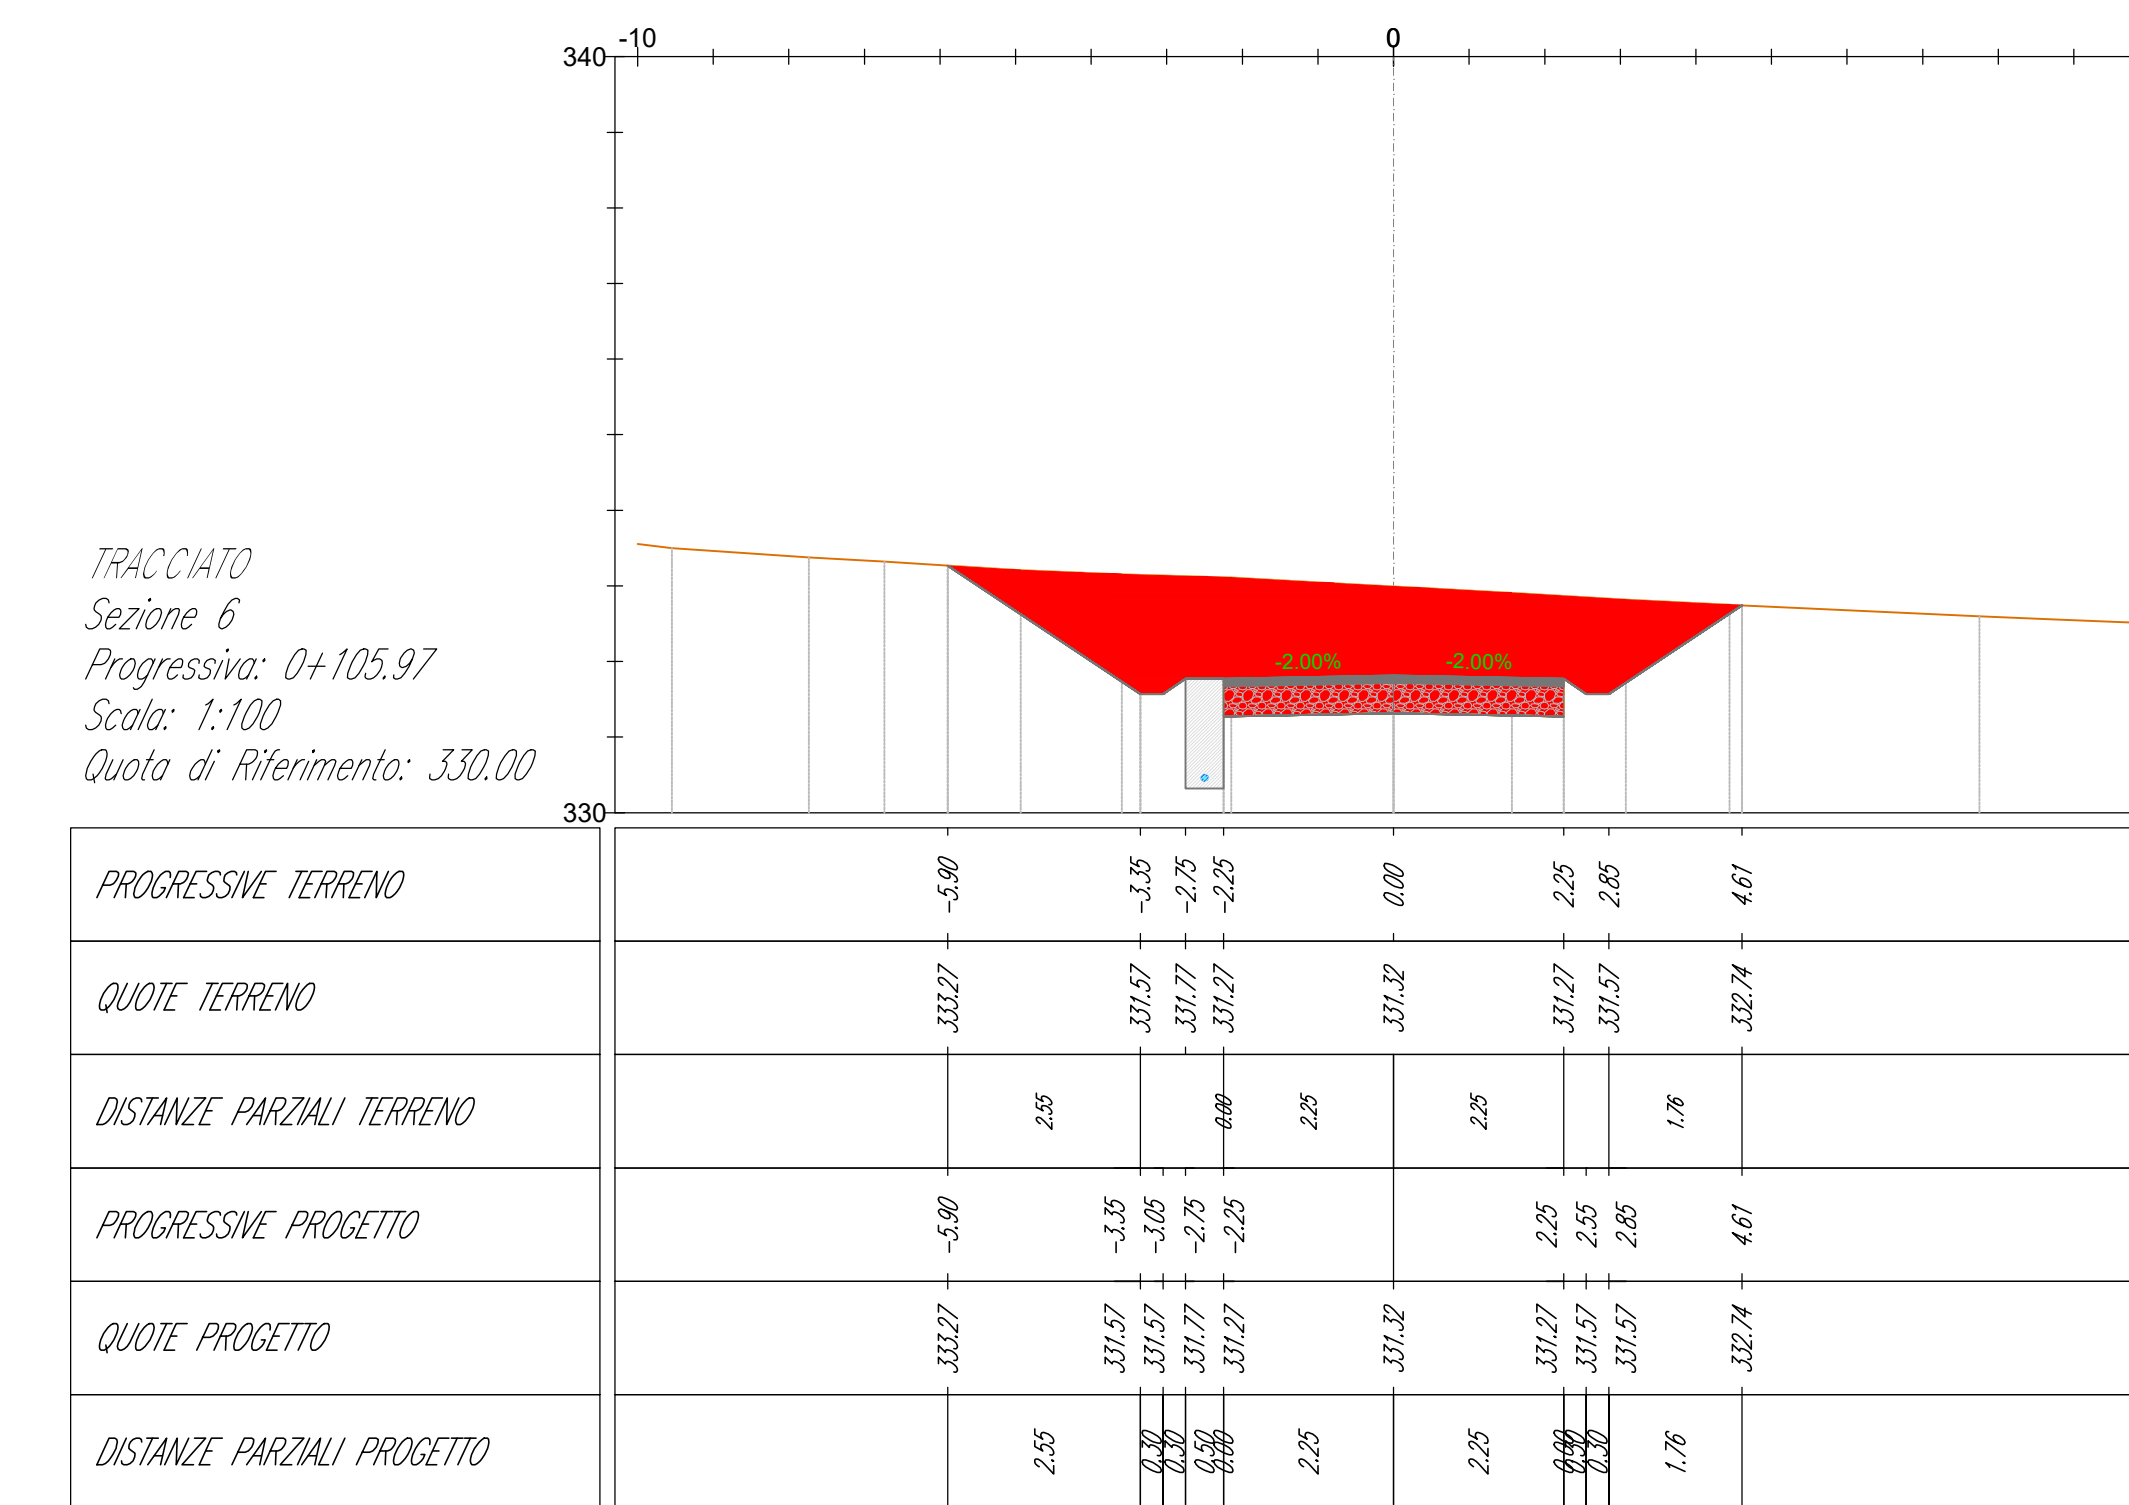 -10 0
340
TRACCIATO
Sezione 6
Progressiva: 0+105.97
Scala: 1:100
Quota di Riferimento: 330.00
-2.00% -2.00%
330
PROGRESSIVE TERRENO -5.90 -3.35 -2.75 -2.25 0.00 2.25 2.85 4.61
QUOTE TERRENO 333.27 331.57 331.77 331.27 331.32 331.27 331.57 332.74
DISTANZE PARZIALI TERRENO 2.55 0.00 2.25 2.25 1.76
PROGRESSIVE PROGETTO -5.90 -3.35 -3.05 -2.75 -2.25 2.25 2.55 2.85 4.61
QUOTE PROGETTO 333.27 331.57 331.57 331.77 331.27 331.32 331.27 331.57 331.57 332.74
DISTANZE PARZIALI PROGETTO 2.55 0.30 0.30 0.50 0.00 2.25 2.25 0.00 0.30 0.30 1.76